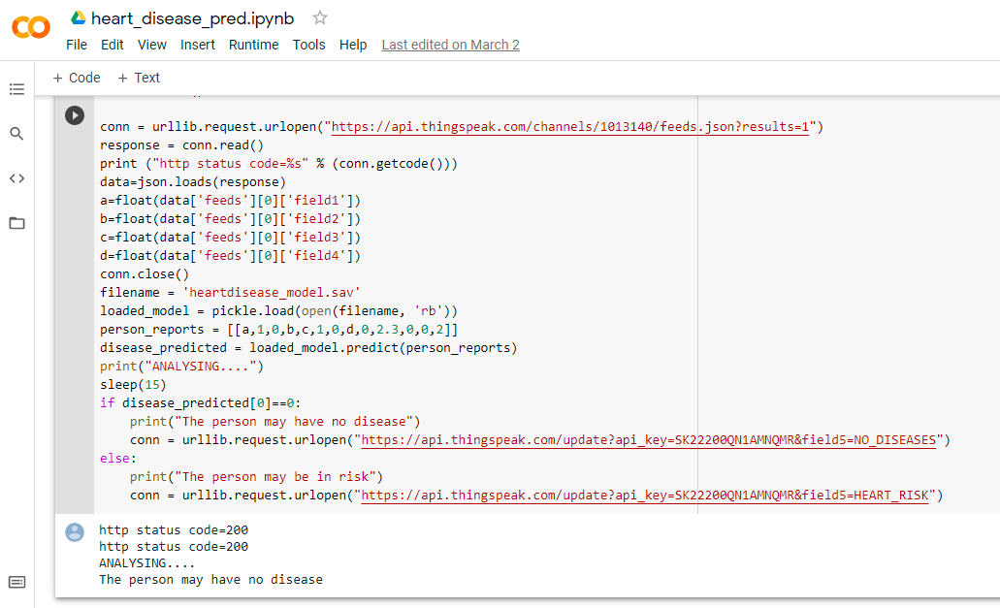 heart_disease_pred.ipynb
File Edit View Insert Runtime Tools Help Last edited on March 2
+ Code + Text
conn = urllib.request.urlopen("https://api.thingspeak.com/channels/1013140/feeds.json?results=1")
response = conn.read()
print ("http status code=%s" % (conn.getcode()))
data=json.loads(response)
a=float(data['feeds'][0]['field1'])
b=float(data['feeds'][0]['field2'])
c=float(data['feeds'][0]['field3'])
d=float(data['feeds'][0]['field4'])
conn.close()
filename = 'heartdisease_model.sav'
loaded_model = pickle.load(open(filename, 'rb'))
person_reports = [[a,1,0,b,c,1,0,d,0,2.3,0,0,2]]
disease_predicted = loaded_model.predict(person_reports)
print("ANALYSING....")
sleep(15)
if disease_predicted[0]==0:
    print("The person may have no disease")
    conn = urllib.request.urlopen("https://api.thingspeak.com/update?api_key=SK22200QN1AMNQMR&field5=NO_DISEASES")
else:
    print("The person may be in risk")
    conn = urllib.request.urlopen("https://api.thingspeak.com/update?api_key=SK22200QN1AMNQMR&field5=HEART_RISK")
http status code=200
http status code=200
ANALYSING....
The person may have no disease